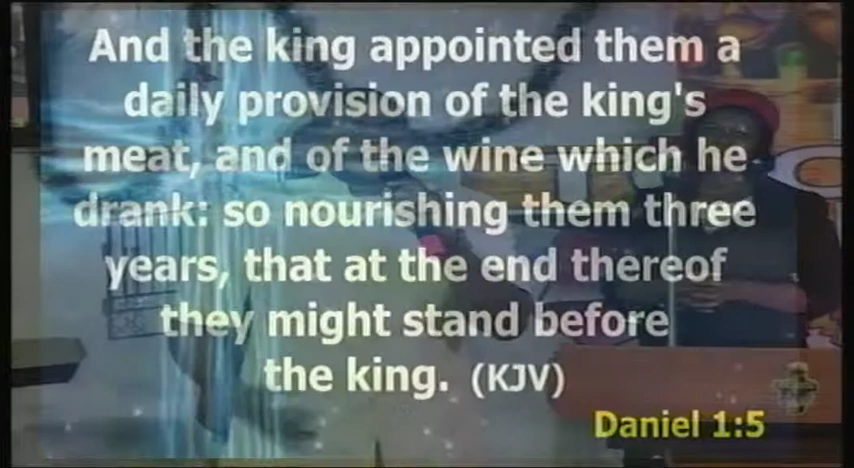 And the king appointed them a
daily provision of the king's
meat, and of the wine which he
drank: so nourishing them three
years, that at the end thereof
they might stand before
the king. (KJV)
Daniel 1:5